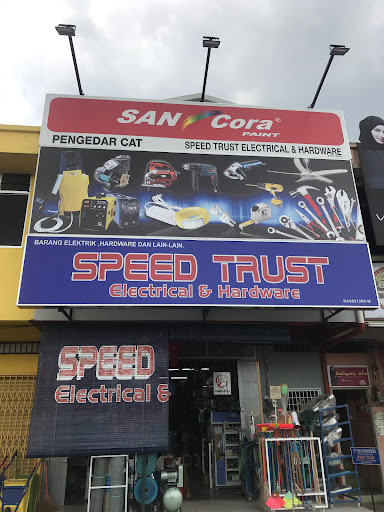 SAN Cora®
PAINT
PENGEDAR CAT
SPEED TRUST ELECTRICAL & HARDWARE
BARANG ELEKTRIK ,HARDWARE DAN LAIN-LAIN.
SPEED TRUST
Electrical & Hardware
SPEED
Electrical &